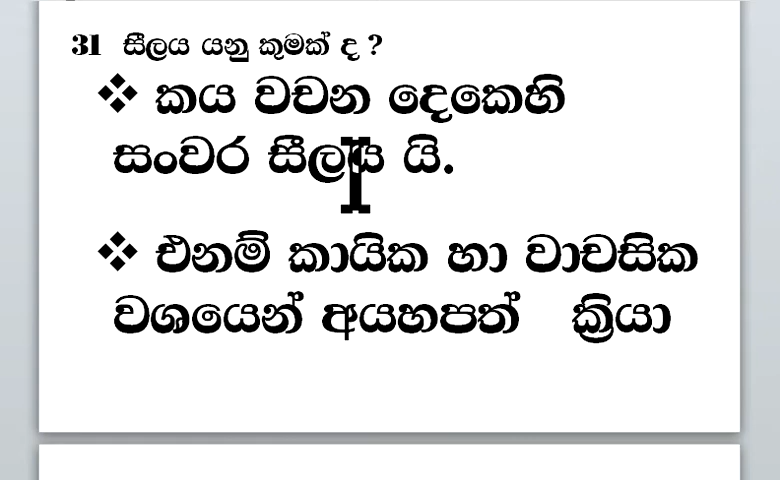 31 සීලය යනු කුමක් ද ?
❖ කය වචන දෙකෙහි
සංවර සීලය යි.
❖ එනම් කායික හා වාචසික
වශයෙන් අයහපත් ක්‍රියා